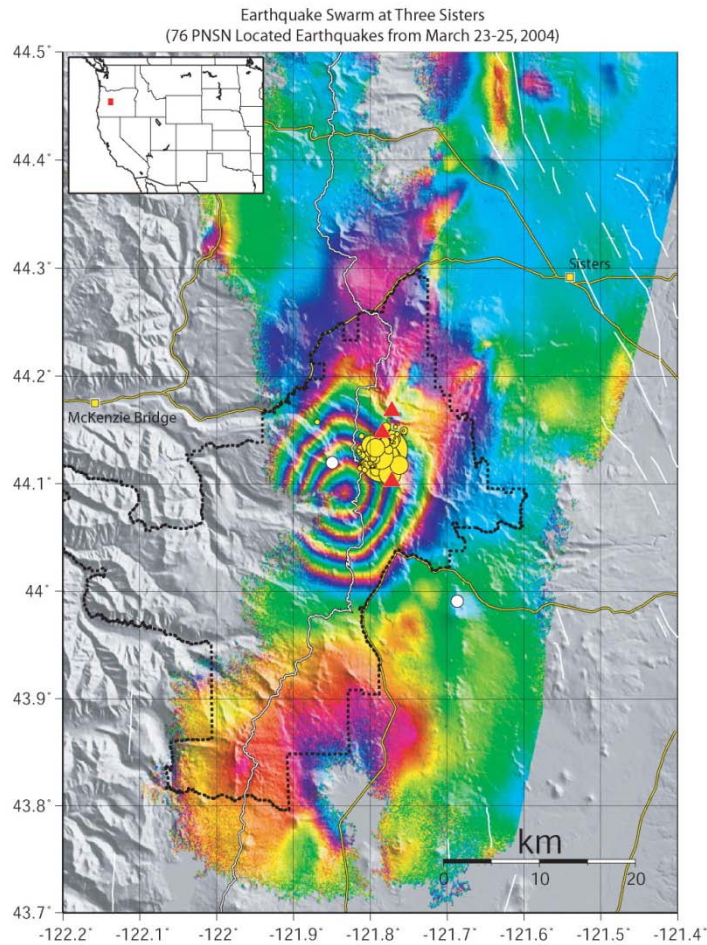 Earthquake Swarm at Three Sisters
(76 PNSN Located Earthquakes from March 23-25, 2004)
44.5˚
44.4˚
44.3˚
Sisters
44.2˚
McKenzie Bridge
44.1˚
44˚
43.9˚
43.8˚
km
0 10 20
43.7˚
-122.2˚ -122.1˚ -122˚ -121.9˚ -121.8˚ -121.7˚ -121.6˚ -121.5˚ -121.4˚